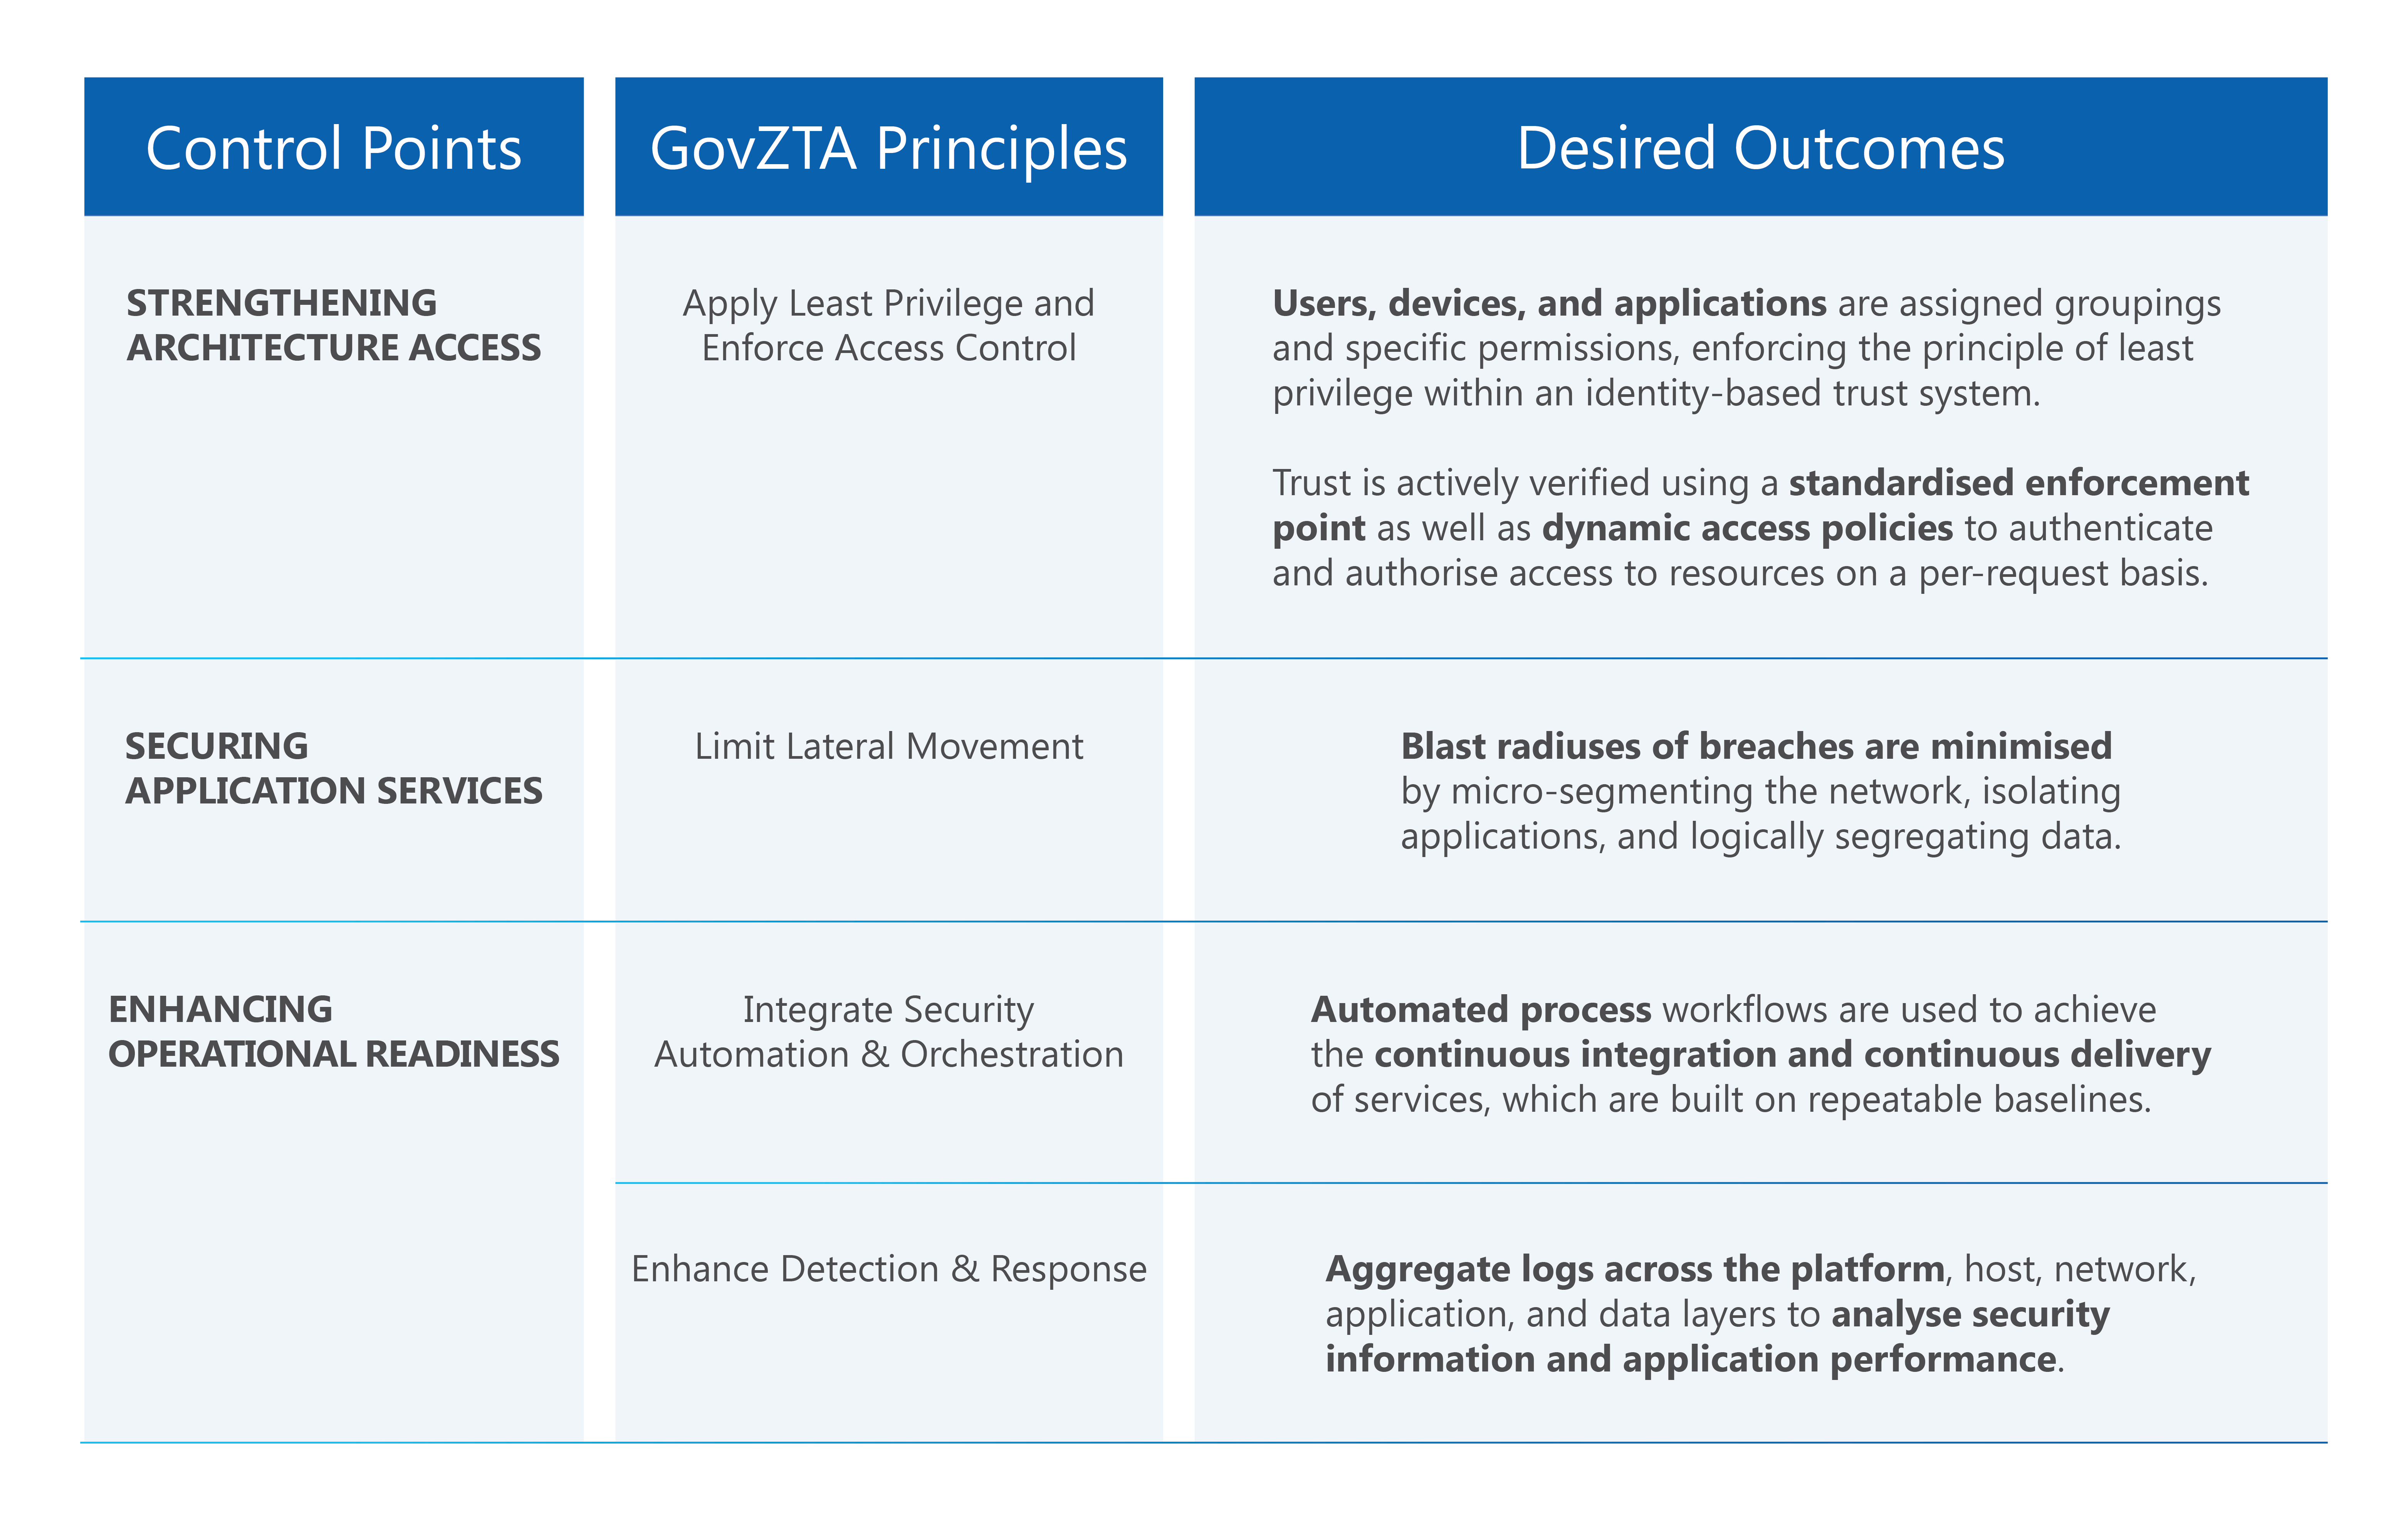 Control Points
GovZTA Principles
Desired Outcomes
STRENGTHENING
ARCHITECTURE ACCESS
Apply Least Privilege and
Enforce Access Control
Users, devices, and applications are assigned groupings
and specific permissions, enforcing the principle of least
privilege within an identity-based trust system.
Trust is actively verified using a standardised enforcement
point as well as dynamic access policies to authenticate
and authorise access to resources on a per-request basis.
SECURING
APPLICATION SERVICES
Limit Lateral Movement
Blast radiuses of breaches are minimised
by micro-segmenting the network, isolating
applications, and logically segregating data.
ENHANCING
OPERATIONAL READINESS
Integrate Security
Automation & Orchestration
Automated process workflows are used to achieve
the continuous integration and continuous delivery
of services, which are built on repeatable baselines.
Enhance Detection & Response
Aggregate logs across the platform, host, network,
application, and data layers to analyse security
information and application performance.